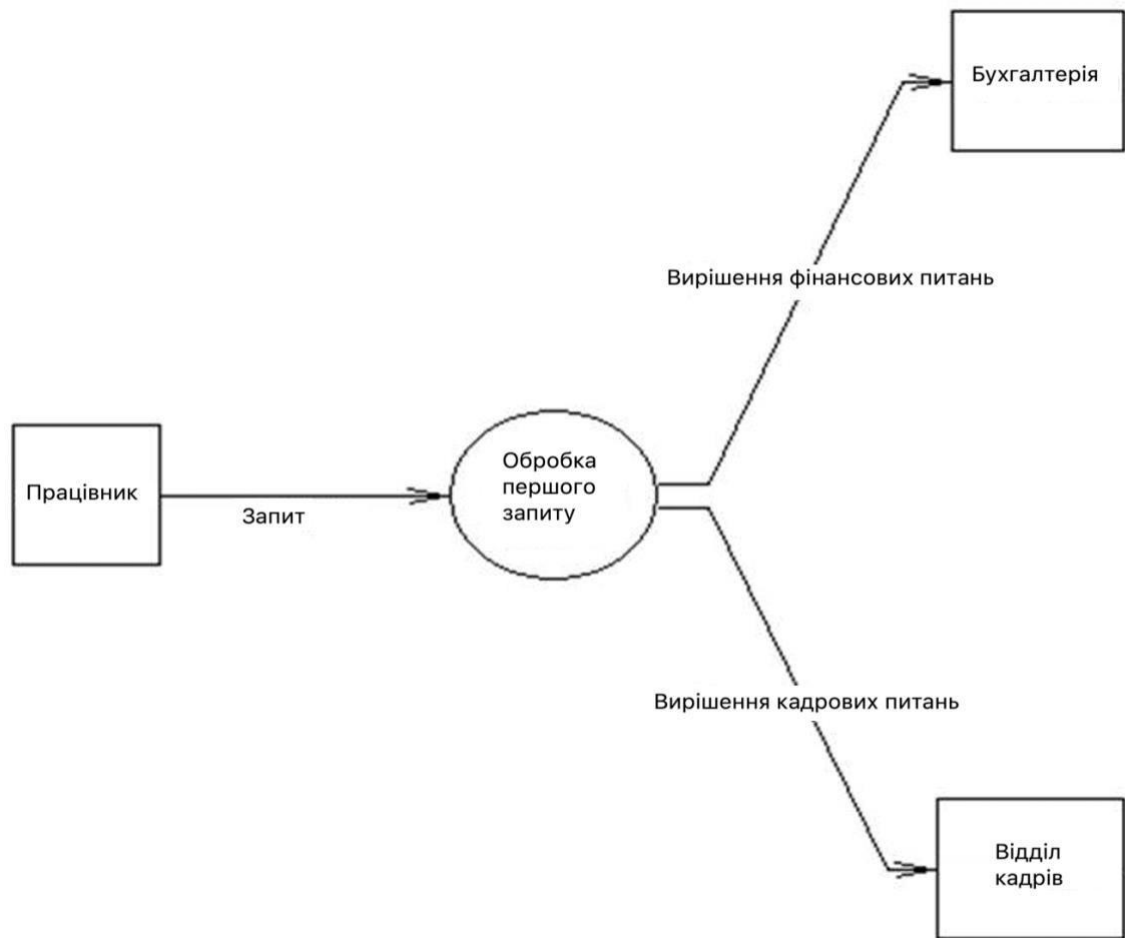 Бухгалтерія
Вирішення фінансових питань
Працівник
Запит
Обробка
першого
запиту
Вирішення кадрових питань
Відділ
кадрів